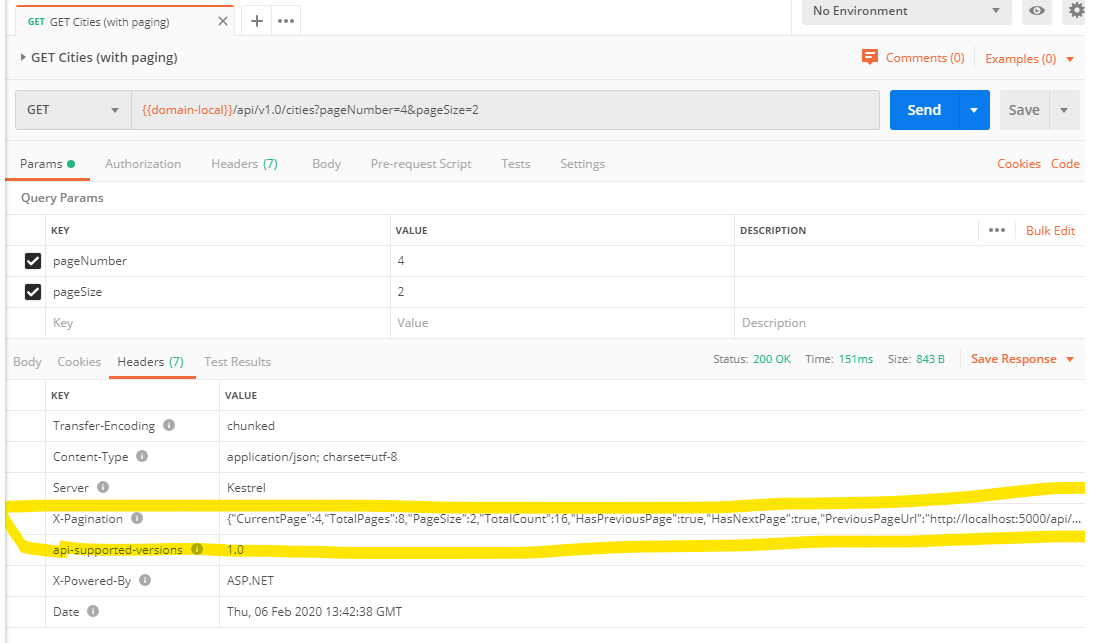 GET GET Cities (with paging)
No Environment
GET Cities (with paging)
Comments (0) Examples (0)
GET {{domain-local}}/api/v1.0/cities?pageNumber=4&pageSize=2 Send Save
Params Authorization Headers (7) Body Pre-request Script Tests Settings Cookies Code
Query Params
KEY VALUE DESCRIPTION ••• Bulk Edit
pageNumber 4
pageSize 2
Key Value Description
Body Cookies Headers (7) Test Results Status: 200 OK Time: 151ms Size: 843 B Save Response
KEY VALUE
Transfer-Encoding chunked
Content-Type application/json; charset=utf-8
Server Kestrel
X-Pagination {"CurrentPage":4,"TotalPages":8,"PageSize":2,"TotalCount":16,"HasPreviousPage":true,"HasNextPage":true,"PreviousPageUrl":"http://localhost:5000/api/...
api-supported-versions 1.0
X-Powered-By ASP.NET
Date Thu, 06 Feb 2020 13:42:38 GMT